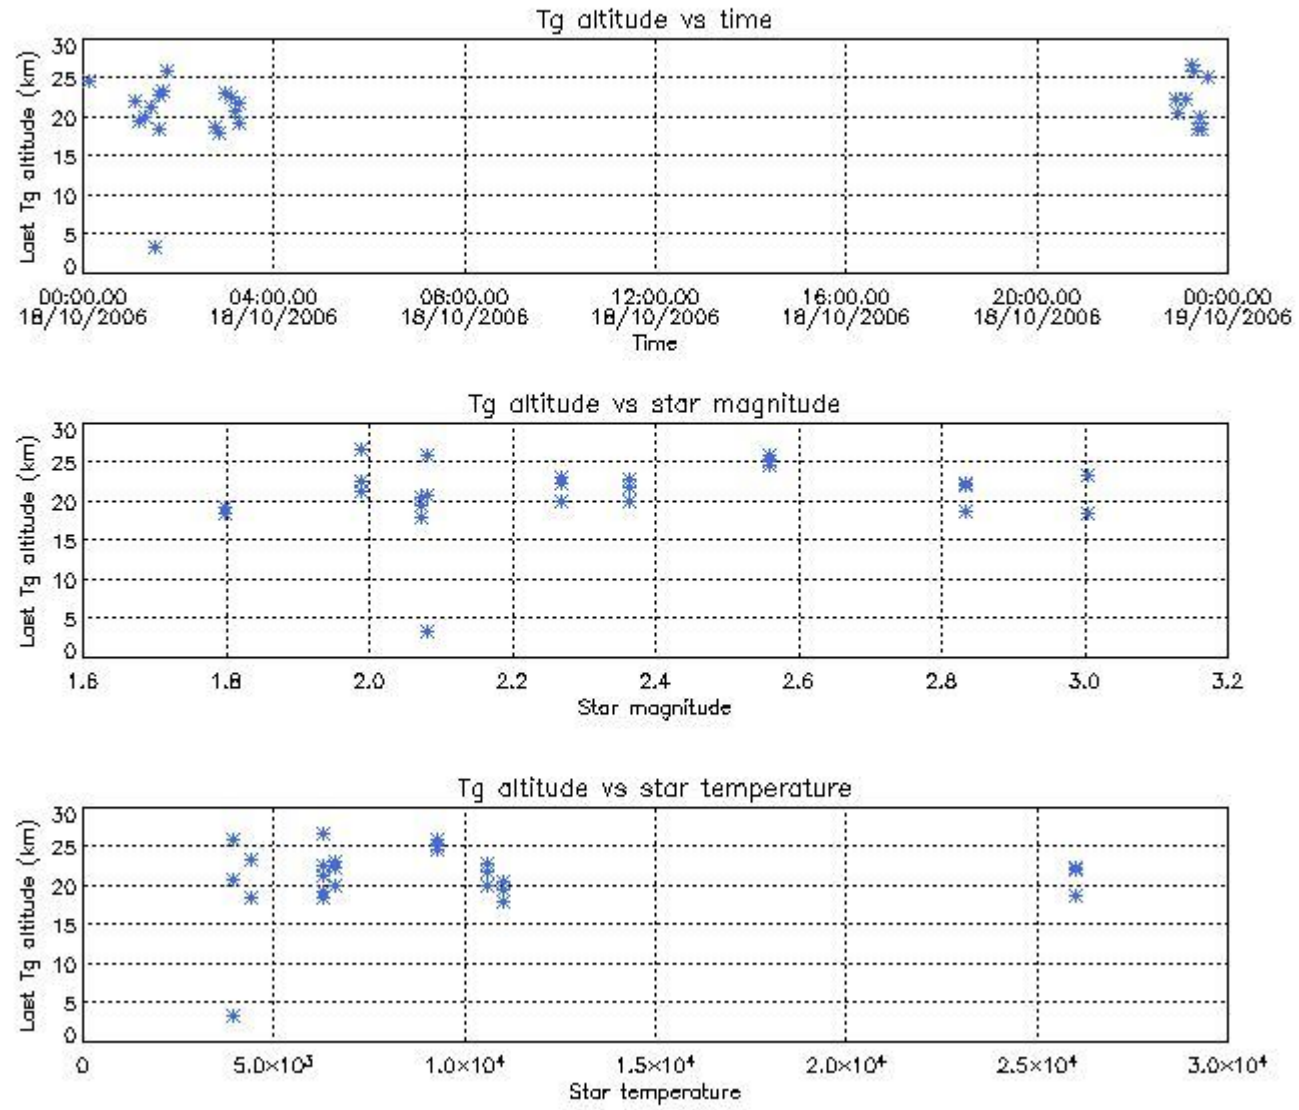 Tg altitude vs time
Last Tg altitude (km)
30
25
20
15
10
5
0
00:00.00 04:00.00 08:00.00 12:00.00 16:00.00 20:00.00 00:00.00
18/10/2006 18/10/2006 18/10/2006 18/10/2006 18/10/2006 18/10/2006 19/10/2006
Time
Tg altitude vs star magnitude
Last Tg altitude (km)
30
25
20
15
10
5
0
1.6 1.8 2.0 2.2 2.4 2.6 2.8 3.0 3.2
Star magnitude
Tg altitude vs star temperature
Last Tg altitude (km)
30
25
20
15
10
5
0
0 5.0×10³ 1.0×10⁴ 1.5×10⁴ 2.0×10⁴ 2.5×10⁴ 3.0×10⁴
Star temperature